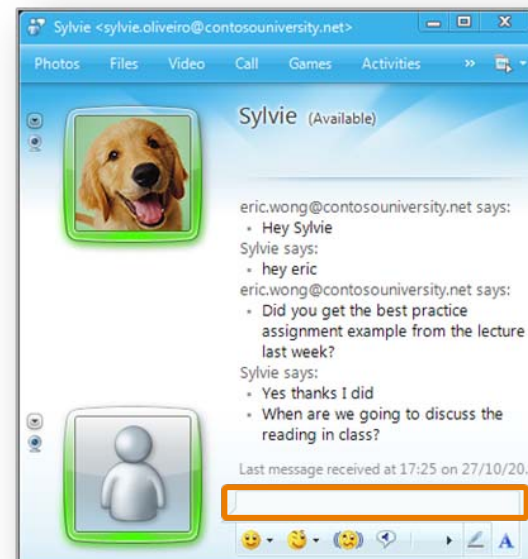 Sylvie <sylvie.oliveiro@contosouniversity.net>
Photos Files Video Call Games Activities »
Sylvie (Available)
eric.wong@contosouniversity.net says:
Hey Sylvie
Sylvie says:
hey eric
eric.wong@contosouniversity.net says:
Did you get the best practice
assignment example from the lecture
last week?
Sylvie says:
Yes thanks I did
When are we going to discuss the
reading in class?
Last message received at 17:25 on 27/10/20.
A